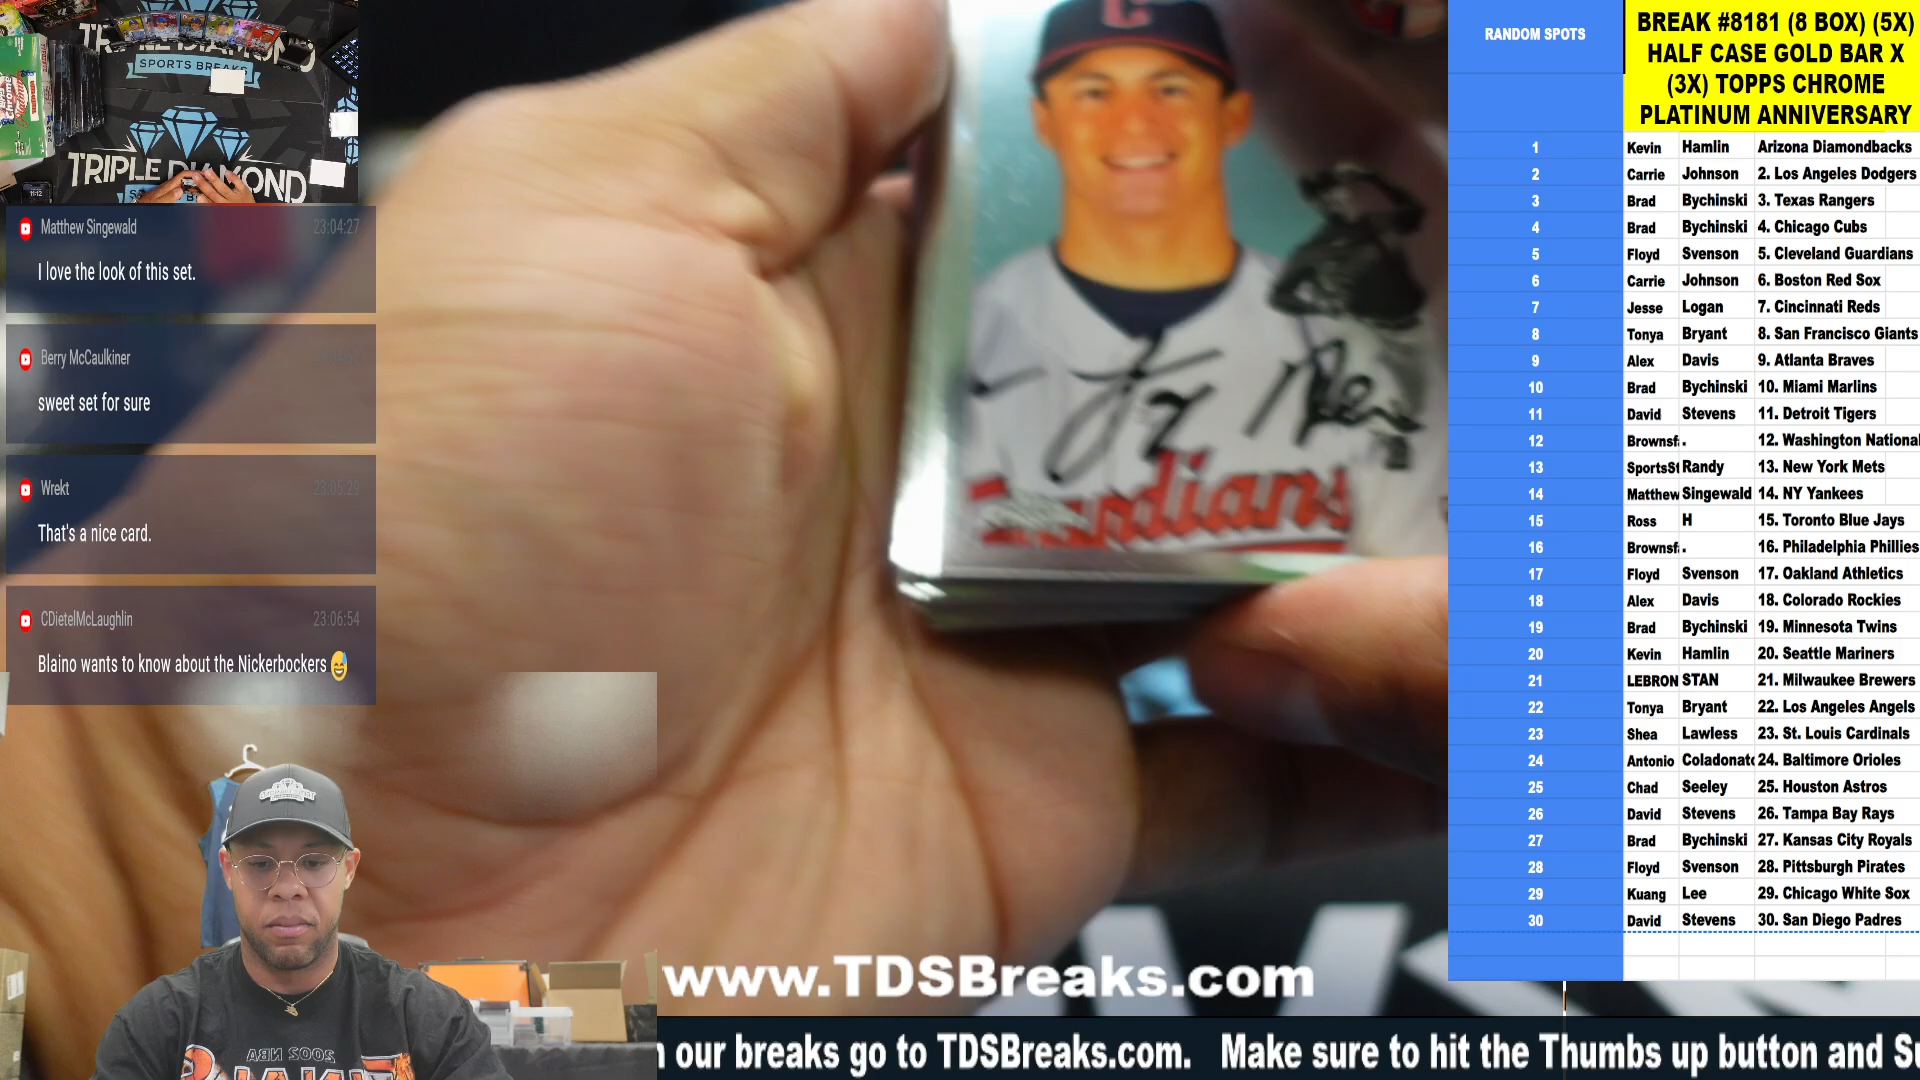 SPORTS BREAKS
TRIPLE DIAMOND
Matthew Singewald 23:04:27
I love the look of this set.
Berry McCaulkiner
sweet set for sure
Wrekt 23:05:29
That's a nice card.
CDietelMcLaughlin 23:06:54
Blaino wants to know about the Nickerbockers 😅
C
Guardians
www.TDSBreaks.com
our breaks go to TDSBreaks.com. Make sure to hit the Thumbs up button and Su
RANDOM SPOTS
BREAK #8181 (8 BOX) (5X)
HALF CASE GOLD BAR X
(3X) TOPPS CHROME
PLATINUM ANNIVERSARY
1 Kevin Hamlin Arizona Diamondbacks
2 Carrie Johnson 2. Los Angeles Dodgers
3 Brad Bychinski 3. Texas Rangers
4 Brad Bychinski 4. Chicago Cubs
5 Floyd Svenson 5. Cleveland Guardians
6 Carrie Johnson 6. Boston Red Sox
7 Jesse Logan 7. Cincinnati Reds
8 Tonya Bryant 8. San Francisco Giants
9 Alex Davis 9. Atlanta Braves
10 Brad Bychinski 10. Miami Marlins
11 David Stevens 11. Detroit Tigers
12 Brownsf . 12. Washington National
13 SportsSt Randy 13. New York Mets
14 Matthew Singewald 14. NY Yankees
15 Ross H 15. Toronto Blue Jays
16 Brownsf . 16. Philadelphia Phillies
17 Floyd Svenson 17. Oakland Athletics
18 Alex Davis 18. Colorado Rockies
19 Brad Bychinski 19. Minnesota Twins
20 Kevin Hamlin 20. Seattle Mariners
21 LEBRON STAN 21. Milwaukee Brewers
22 Tonya Bryant 22. Los Angeles Angels
23 Shea Lawless 23. St. Louis Cardinals
24 Antonio Coladonato 24. Baltimore Orioles
25 Chad Seeley 25. Houston Astros
26 David Stevens 26. Tampa Bay Rays
27 Brad Bychinski 27. Kansas City Royals
28 Floyd Svenson 28. Pittsburgh Pirates
29 Kuang Lee 29. Chicago White Sox
30 David Stevens 30. San Diego Padres